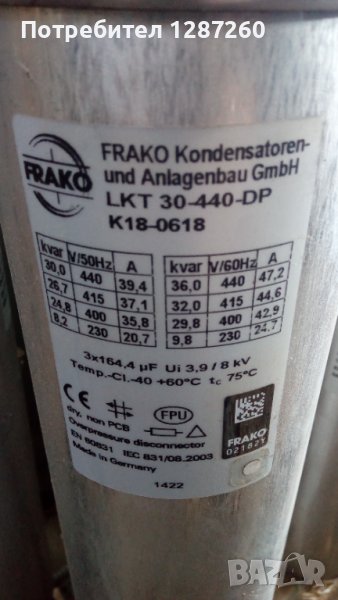 Потребител 1287260
FRAKO
FRAKO Kondensatoren-
und Anlagenbau GmbH
LKT 30-440-DP
K18-0618
kvar V/50Hz A
30,0 440 39,4
26,7 415 37,1
24,8 400 35,8
8,2 230 20,7
kvar V/60Hz A
36,0 440 47,2
32,0 415 44,6
29,8 400 42,9
9,8 230 24,7
3x164,4 µF Ui 3,9 / 8 kV
Temp.-Cl.-40 +60°C tc 75°C
CE FPU
dry, non PCB
Overpressure disconnector
EN 60831 IEC 831/08.2003
Made in Germany
FRAKO
1422
BAZAR